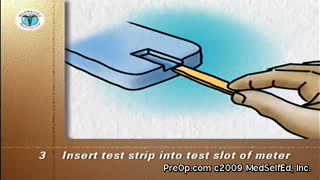 3 Insert test strip into test slot of meter
PreOp.com c2009 MedSelfEd, Inc.